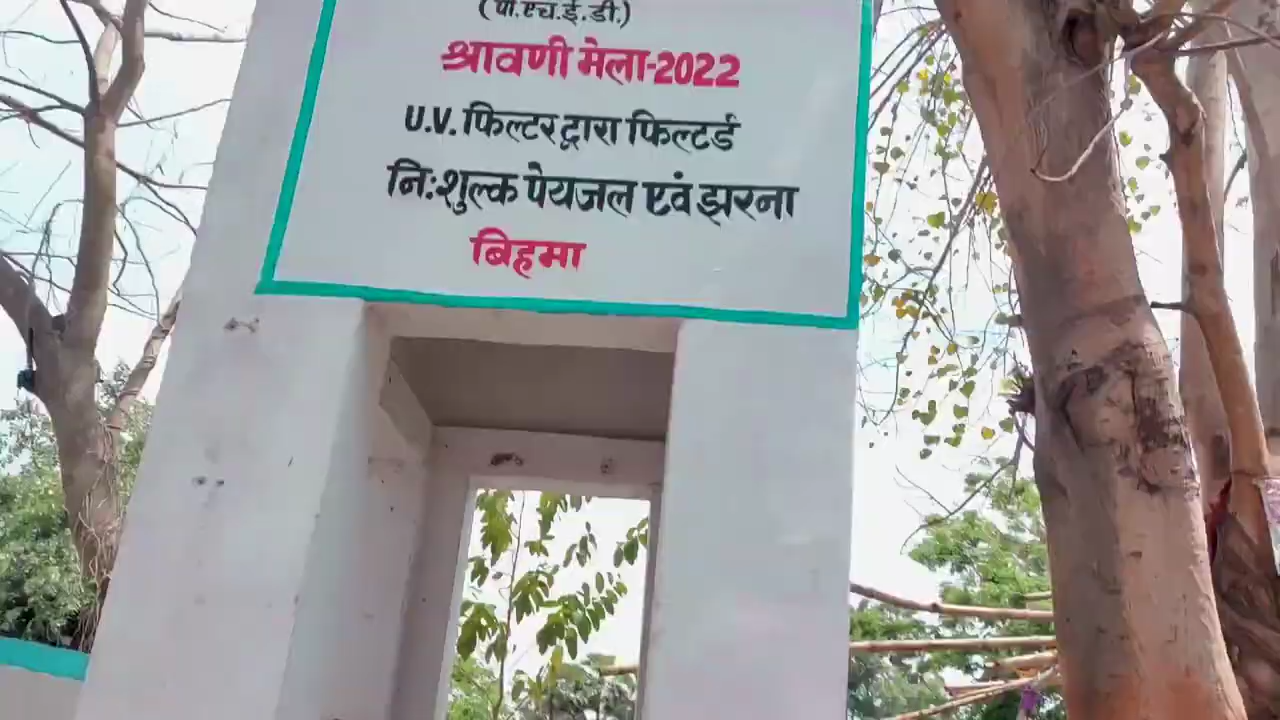 (पी.एच.ई.डी.)
श्रावणी मेला-2022
U.V. फिल्टर द्वारा फिल्टर्ड
नि:शुल्क पेयजल एवं झरना
बिहमा